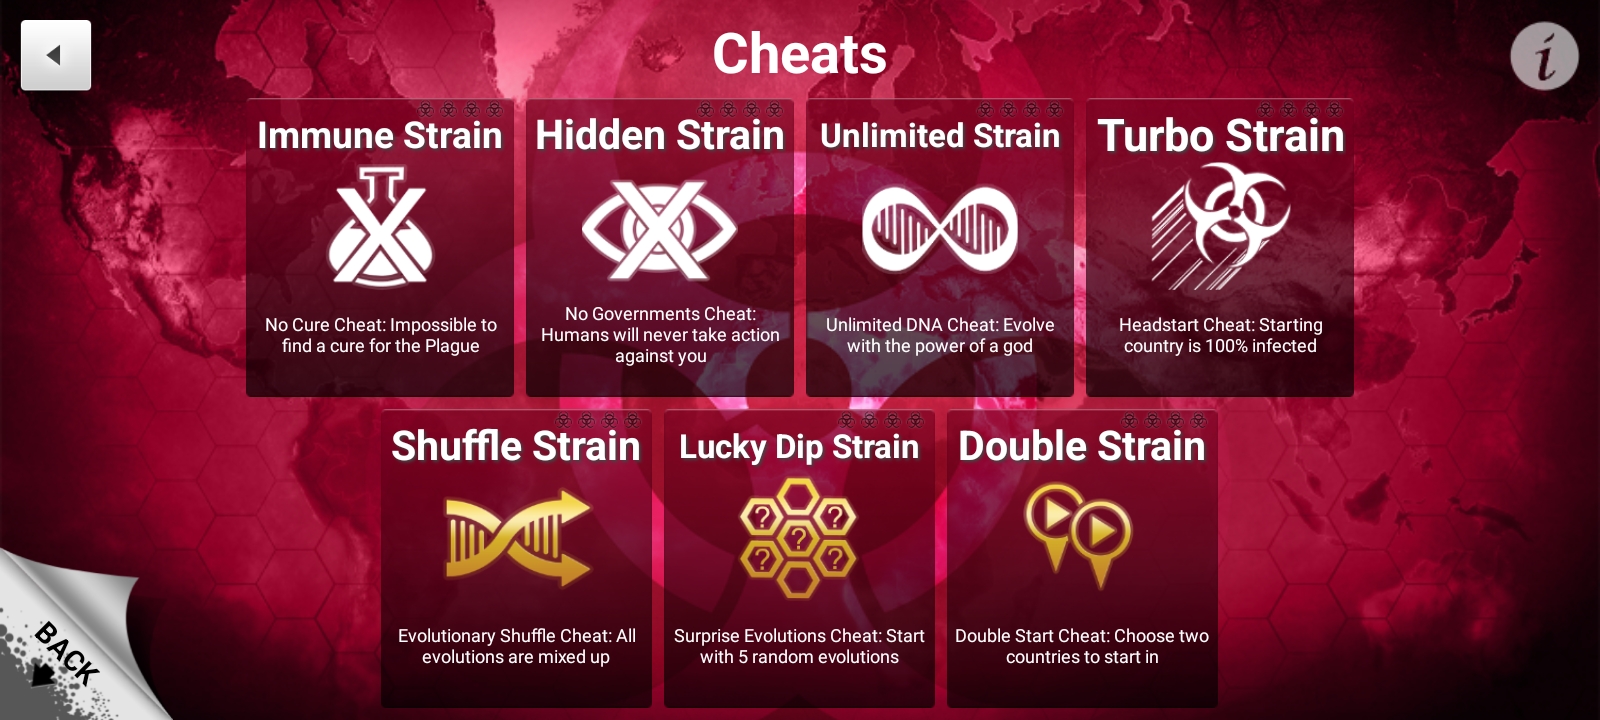 Cheats
i
Immune Strain
No Cure Cheat: Impossible to
find a cure for the Plague
Hidden Strain
No Governments Cheat:
Humans will never take action
against you
Unlimited Strain
Unlimited DNA Cheat: Evolve
with the power of a god
Turbo Strain
Headstart Cheat: Starting
country is 100% infected
Shuffle Strain
Evolutionary Shuffle Cheat: All
evolutions are mixed up
Lucky Dip Strain
? ?
?
? ?
Surprise Evolutions Cheat: Start
with 5 random evolutions
Double Strain
Double Start Cheat: Choose two
countries to start in
BACK